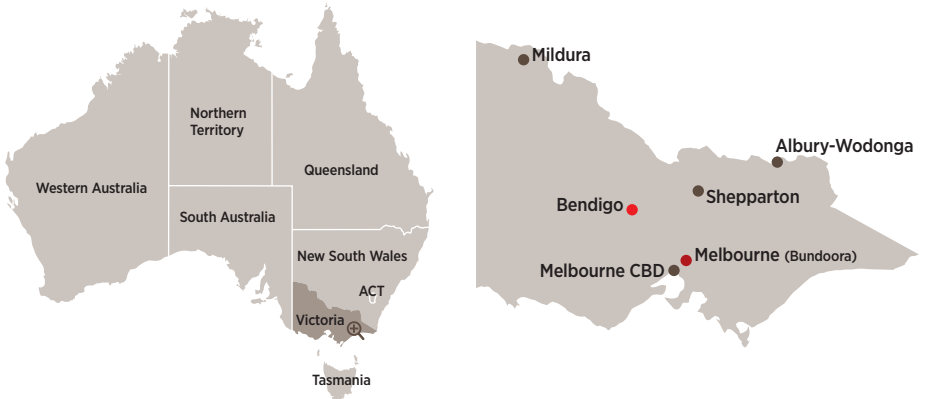 Northern
Territory
Western Australia
Queensland
South Australia
New South Wales
ACT
Victoria
Tasmania
Mildura
Albury-Wodonga
Shepparton
Bendigo
Melbourne (Bundoora)
Melbourne CBD